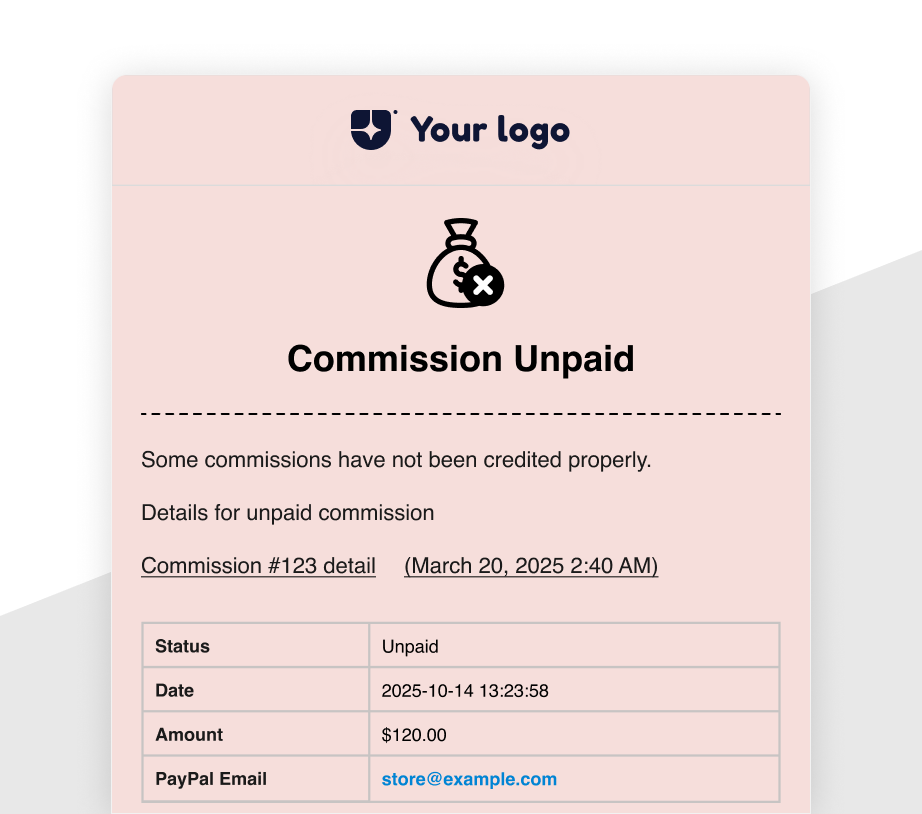 Your logo
$
Commission Unpaid
Some commissions have not been credited properly.
Details for unpaid commission
Commission #123 detail (March 20, 2025 2:40 AM)
Status Unpaid
Date 2025-10-14 13:23:58
Amount $120.00
PayPal Email store@example.com